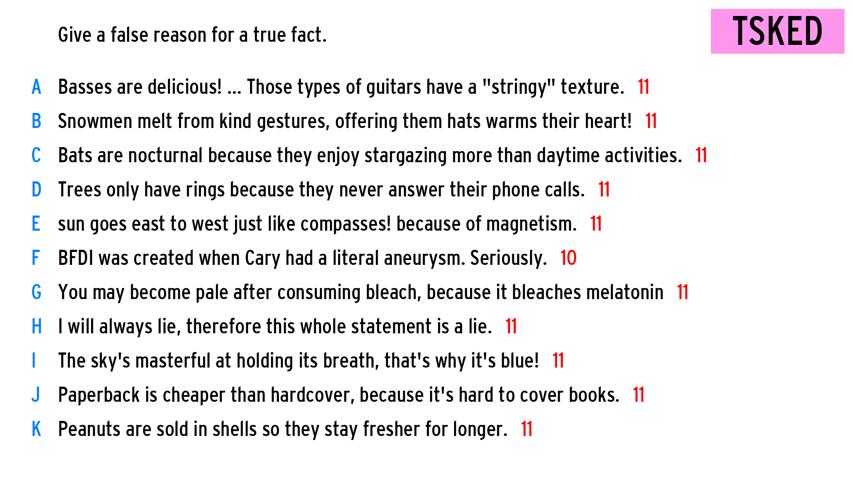 Give a false reason for a true fact.
TSKED
A Basses are delicious! ... Those types of guitars have a "stringy" texture. 11
B Snowmen melt from kind gestures, offering them hats warms their heart! 11
C Bats are nocturnal because they enjoy stargazing more than daytime activities. 11
D Trees only have rings because they never answer their phone calls. 11
E sun goes east to west just like compasses! because of magnetism. 11
F BFDI was created when Cary had a literal aneurysm. Seriously. 10
G You may become pale after consuming bleach, because it bleaches melatonin 11
H I will always lie, therefore this whole statement is a lie. 11
I The sky's masterful at holding its breath, that's why it's blue! 11
J Paperback is cheaper than hardcover, because it's hard to cover books. 11
K Peanuts are sold in shells so they stay fresher for longer. 11